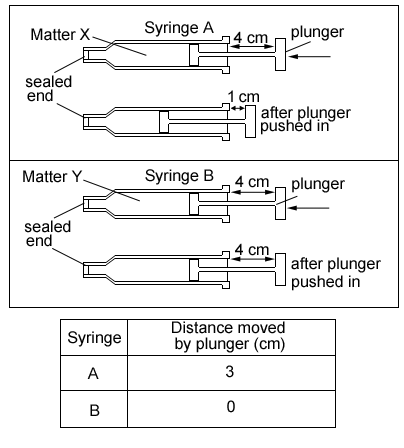 Syringe A
Matter X
4 cm
plunger
sealed
end
1 cm
after plunger
pushed in
Matter Y
Syringe B
4 cm
plunger
sealed
end
4 cm
after plunger
pushed in
Syringe
Distance moved
by plunger (cm)
A
3
B
0